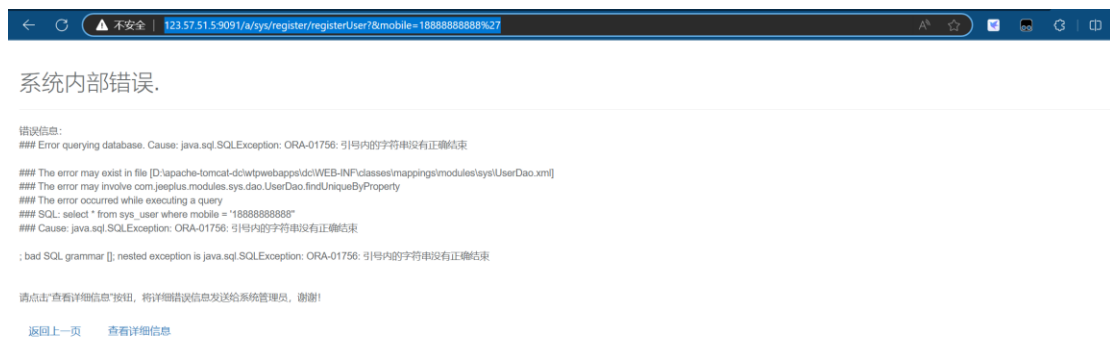 不安全 123.57.51.5:9091/a/sys/register/registerUser?&mobile=18888888888%27
系统内部错误.
错误信息:
### Error querying database. Cause: java.sql.SQLException: ORA-01756: 引号内的字符串没有正确结束
### The error may exist in file [D:\apache-tomcat-dc\wtpwebapps\dc\WEB-INF\classes\mappings\modules\sys\UserDao.xml]
### The error may involve com.jeeplus.modules.sys.dao.UserDao.findUniqueByProperty
### The error occurred while executing a query
### SQL: select * from sys_user where mobile = '18888888888''
### Cause: java.sql.SQLException: ORA-01756: 引号内的字符串没有正确结束
; bad SQL grammar []; nested exception is java.sql.SQLException: ORA-01756: 引号内的字符串没有正确结束
请点击"查看详细信息"按钮，将详细错误信息发送给系统管理员，谢谢！
返回上一页 查看详细信息